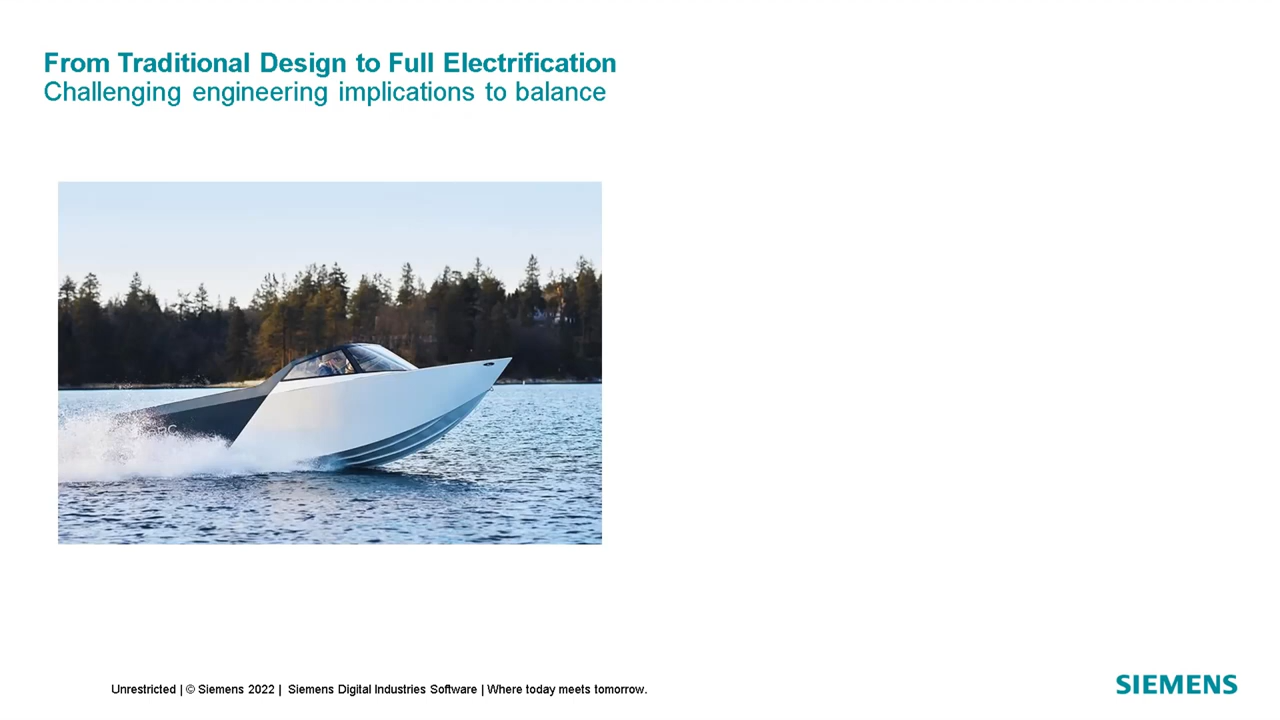 From Traditional Design to Full Electrification
Challenging engineering implications to balance
Unrestricted | © Siemens 2022 | Siemens Digital Industries Software | Where today meets tomorrow.
SIEMENS